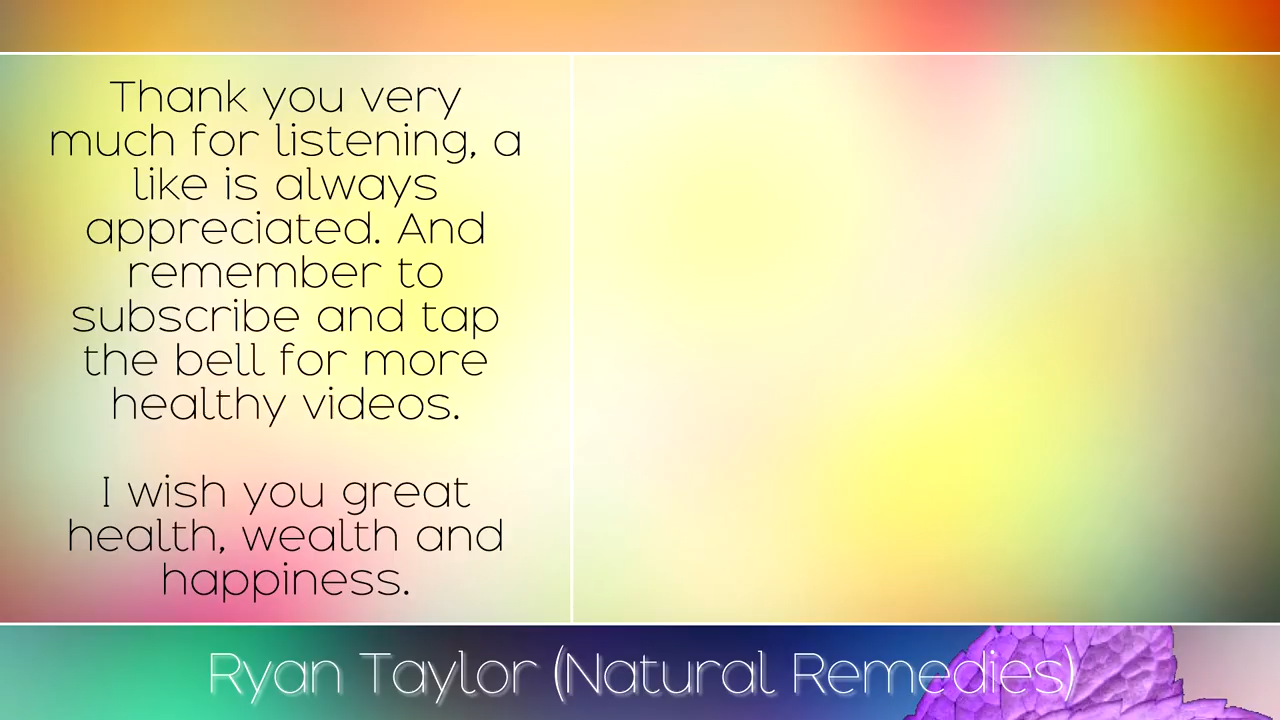 Thank you very
much for listening, a
like is always
appreciated. And
remember to
subscribe and tap
the bell for more
healthy videos.
I wish you great
health, wealth and
happiness.
Ryan Taylor (Natural Remedies)